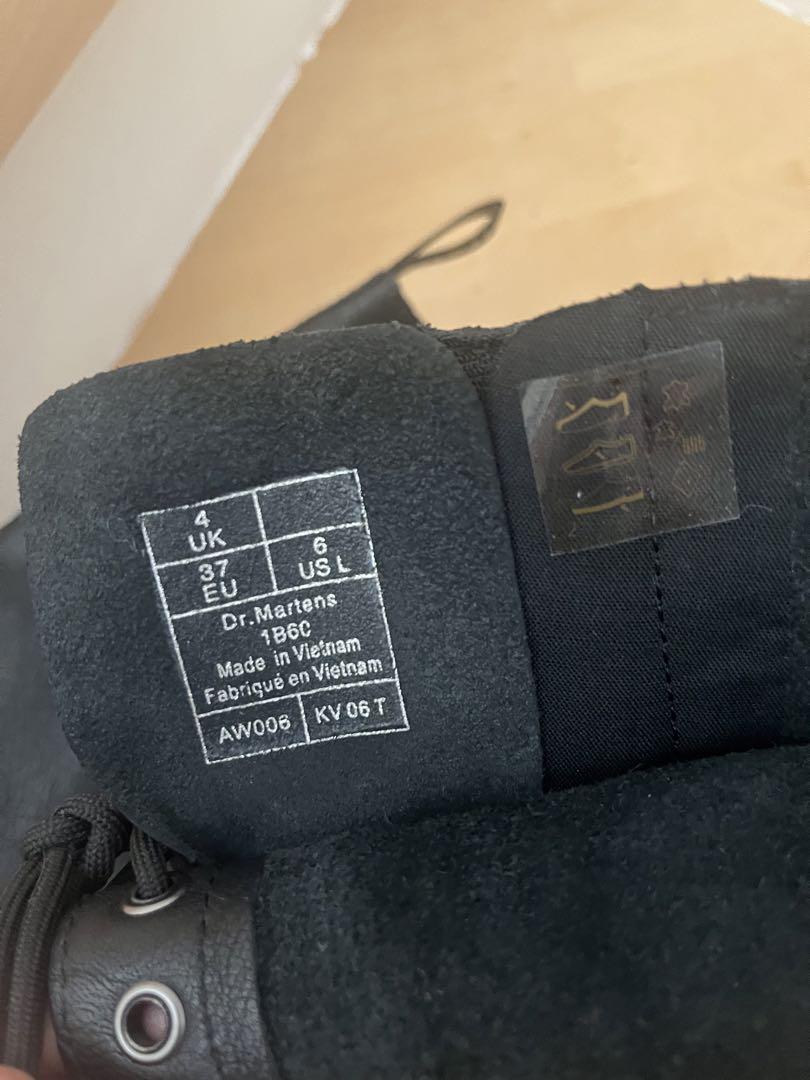 4
UK
37
EU
6
US L
Dr.Martens
1B60
Made in Vietnam
Fabriqué en Vietnam
AW006
KV 06 T